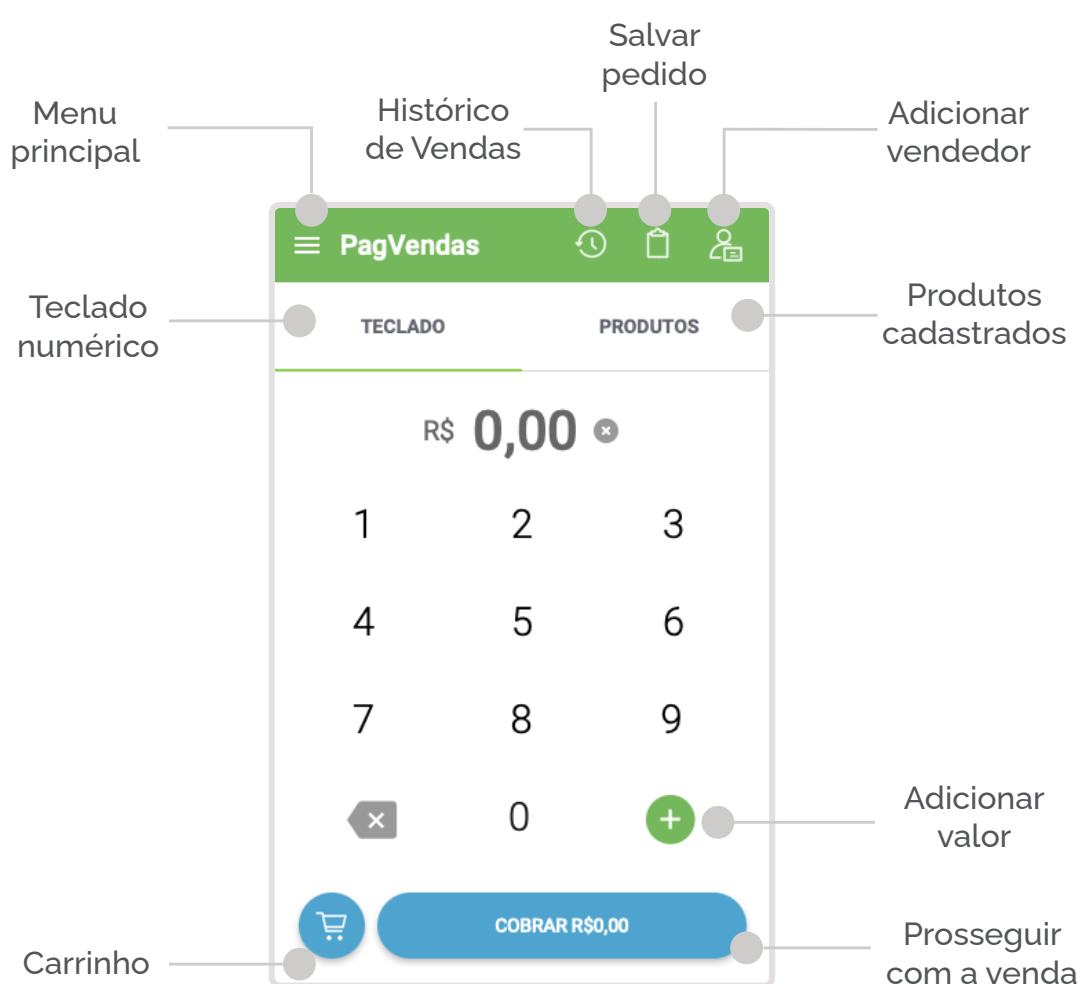 Salvar
pedido
Menu
principal
Histórico
de Vendas
Adicionar
vendedor
PagVendas
Teclado
numérico
TECLADO
PRODUTOS
Produtos
cadastrados
R$ 0,00
1 2 3
4 5 6
7 8 9
0
Adicionar
valor
COBRAR R$0,00
Carrinho
Prosseguir
com a venda